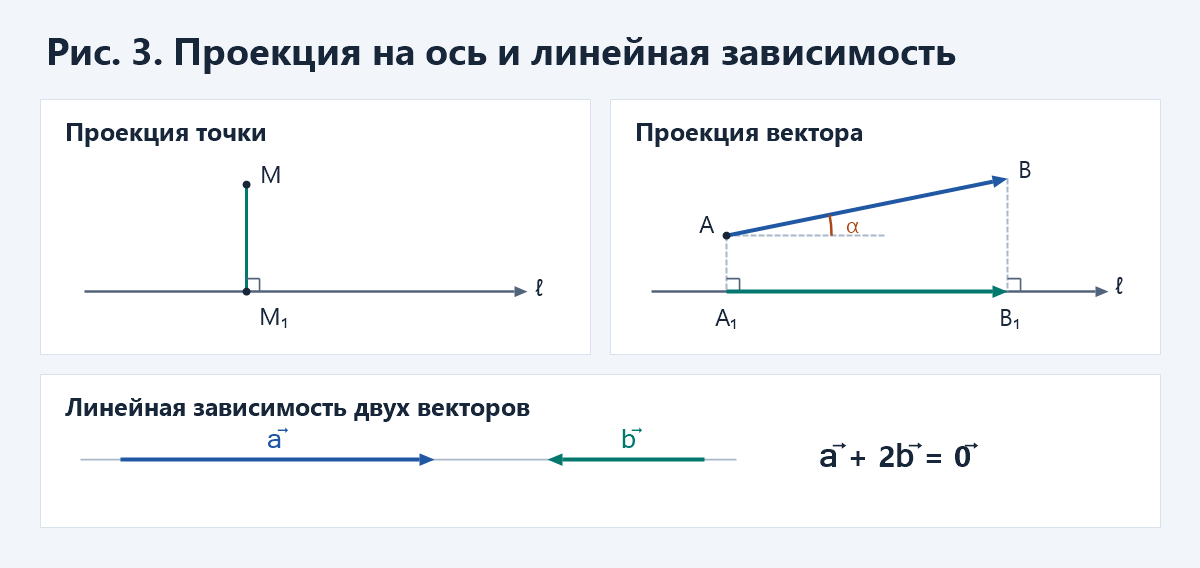 Рис. 3. Проекция на ось и линейная зависимость
Проекция точки
M
ℓ
M₁
Проекция вектора
B
A
α
ℓ
A₁
B₁
Линейная зависимость двух векторов
a⃗
b⃗
a⃗ + 2b⃗ = 0⃗